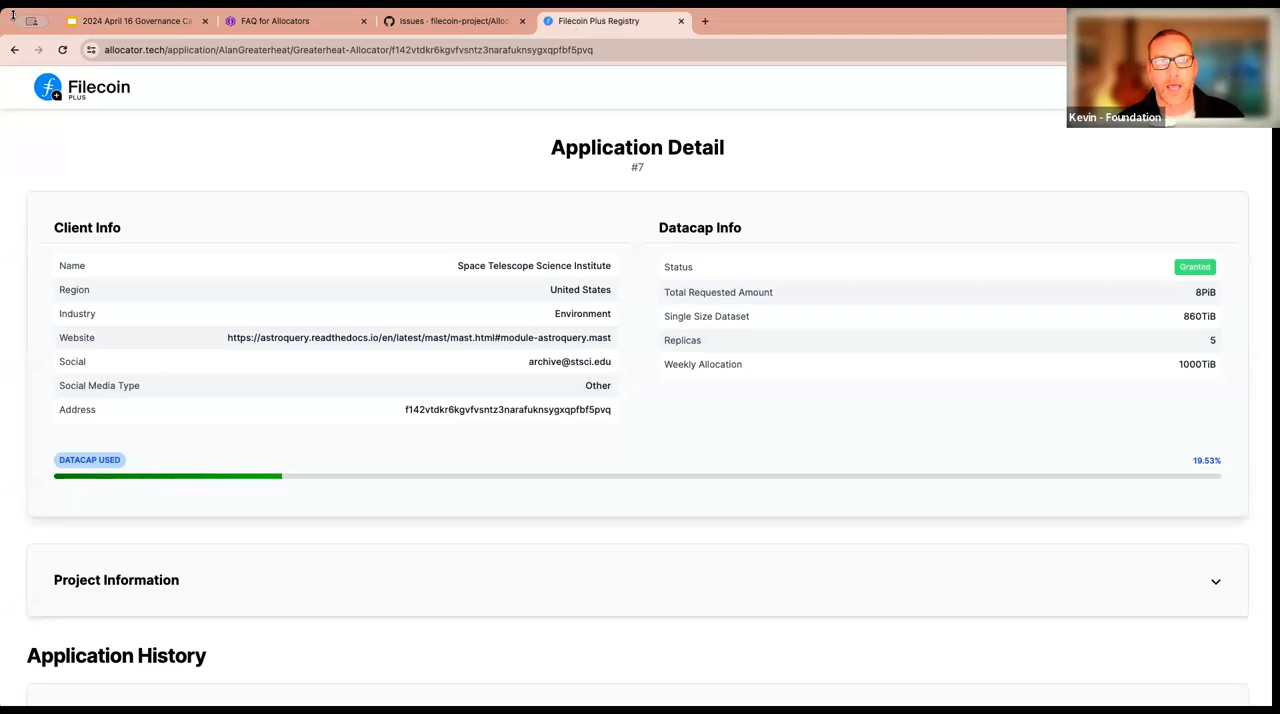 2024 April 16 Governance Ca
FAQ for Allocators
Issues · filecoin-project/Alloc
Filecoin Plus Registry
allocator.tech/application/AlanGreaterheat/Greaterheat-Allocator/f142vtdkr6kgvfvsntz3narafuknsygxqpfbf5pvq
Filecoin
PLUS
Kevin - Foundation
Application Detail
#7
Client Info
Name Space Telescope Science Institute
Region United States
Industry Environment
Website https://astroquery.readthedocs.io/en/latest/mast/mast.html#module-astroquery.mast
Social archive@stsci.edu
Social Media Type Other
Address f142vtdkr6kgvfvsntz3narafuknsygxqpfbf5pvq
Datacap Info
Status Granted
Total Requested Amount 8PiB
Single Size Dataset 860TiB
Replicas 5
Weekly Allocation 1000TiB
DATACAP USED 19.53%
Project Information
Application History